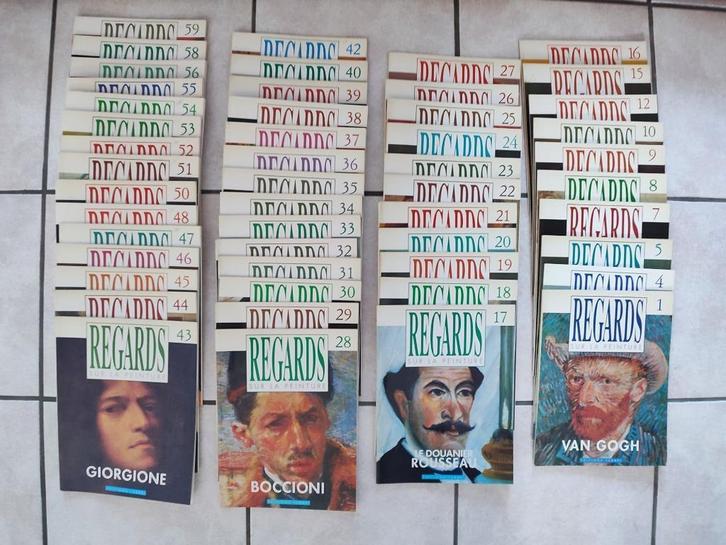 REGARDS 59
REGARDS 58
REGARDS 56
REGARDS 55
REGARDS 54
REGARDS 53
REGARDS 52
REGARDS 51
REGARDS 50
REGARDS 48
REGARDS 47
REGARDS 46
REGARDS 45
REGARDS 44
REGARDS 43
SUR LA PEINTURE
GIORGIONE
REGARDS 42
REGARDS 40
REGARDS 39
REGARDS 38
REGARDS 37
REGARDS 36
REGARDS 35
REGARDS 34
REGARDS 33
REGARDS 32
REGARDS 31
REGARDS 30
REGARDS 29
REGARDS 28
SUR LA PEINTURE
BOCCIONI
REGARDS 27
REGARDS 26
REGARDS 25
REGARDS 24
REGARDS 23
REGARDS 22
REGARDS 21
REGARDS 20
REGARDS 19
REGARDS 18
REGARDS 17
SUR LA PEINTURE
LE DOUANIER
ROUSSEAU
REGARDS 16
REGARDS 15
REGARDS 12
REGARDS 10
REGARDS 9
REGARDS 8
REGARDS 7
REGARDS 5
REGARDS 4
REGARDS 1
SUR LA PEINTURE
VAN GOGH